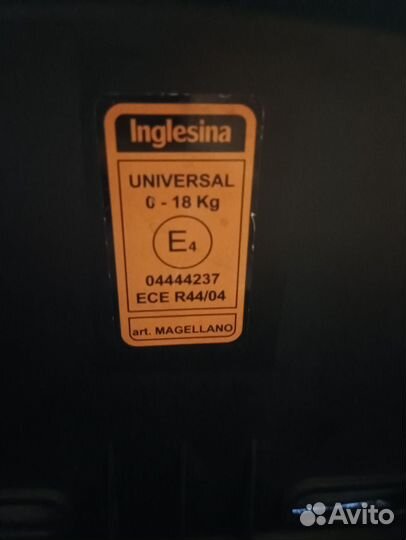 Inglesina
UNIVERSAL
0 - 18 Kg
E4
04444237
ECE R44/04
art. MAGELLANO
Avito